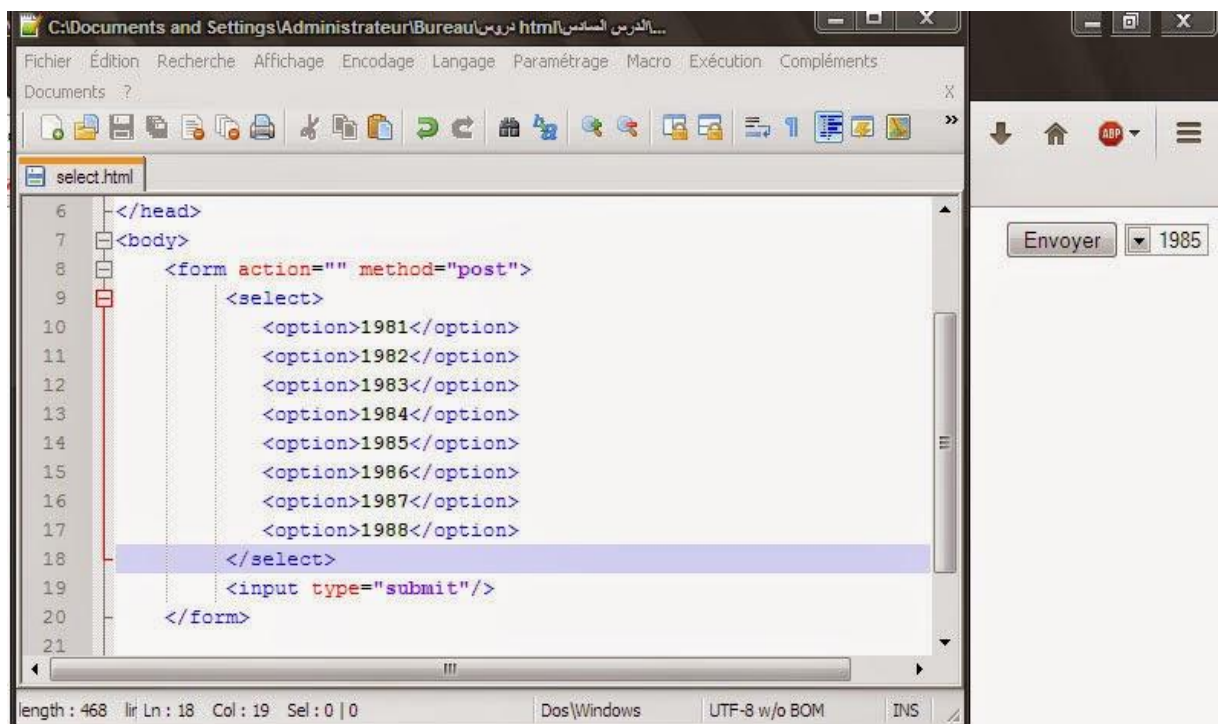 C:\Documents and Settings\Administrateur\Bureau\دروس html\الدرس السادس\...
Fichier Édition Recherche Affichage Encodage Langage Paramétrage Macro Exécution Compléments
Documents ? X
select.html
6 </head>
7 <body>
8 <form action="" method="post">
9 <select>
10 <option>1981</option>
11 <option>1982</option>
12 <option>1983</option>
13 <option>1984</option>
14 <option>1985</option>
15 <option>1986</option>
16 <option>1987</option>
17 <option>1988</option>
18 </select>
19 <input type="submit"/>
20 </form>
21
length : 468 lir Ln : 18 Col : 19 Sel : 0 | 0 Dos\Windows UTF-8 w/o BOM INS
ABP
Envoyer 1985